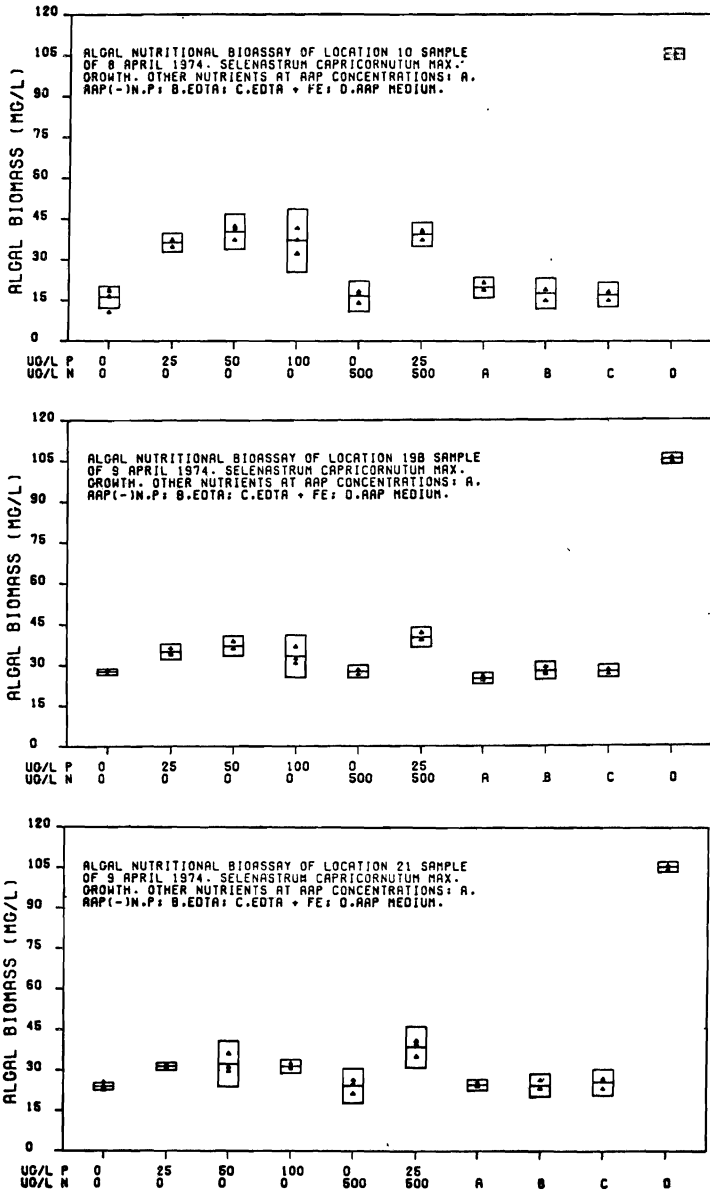 120
105
90
75
60
45
30
15
0
ALGAL BIOMASS (MG/L)
ALGAL NUTRITIONAL BIOASSAY OF LOCATION 10 SAMPLE
OF 8 APRIL 1974. SELENASTRUM CAPRICORNUTUM MAX.
GROWTH. OTHER NUTRIENTS AT AAP CONCENTRATIONS: A.
AAP(-)N.P; B.EDTA; C.EDTA + FE; D.AAP MEDIUM.
UG/L P 0 25 50 100 0 25
UG/L N 0 0 0 0 500 500 A B C D
120
105
90
75
60
45
30
15
0
ALGAL BIOMASS (MG/L)
ALGAL NUTRITIONAL BIOASSAY OF LOCATION 19B SAMPLE
OF 9 APRIL 1974. SELENASTRUM CAPRICORNUTUM MAX.
GROWTH. OTHER NUTRIENTS AT AAP CONCENTRATIONS: A.
AAP(-)N.P; B.EDTA; C.EDTA + FE; D.AAP MEDIUM.
UG/L P 0 25 50 100 0 25
UG/L N 0 0 0 0 500 500 A B C D
120
105
90
75
60
45
30
15
0
ALGAL BIOMASS (MG/L)
ALGAL NUTRITIONAL BIOASSAY OF LOCATION 21 SAMPLE
OF 9 APRIL 1974. SELENASTRUM CAPRICORNUTUM MAX.
GROWTH. OTHER NUTRIENTS AT AAP CONCENTRATIONS: A.
AAP(-)N.P; B.EDTA; C.EDTA + FE; D.AAP MEDIUM.
UG/L P 0 25 50 100 0 25
UG/L N 0 0 0 0 500 500 A B C D